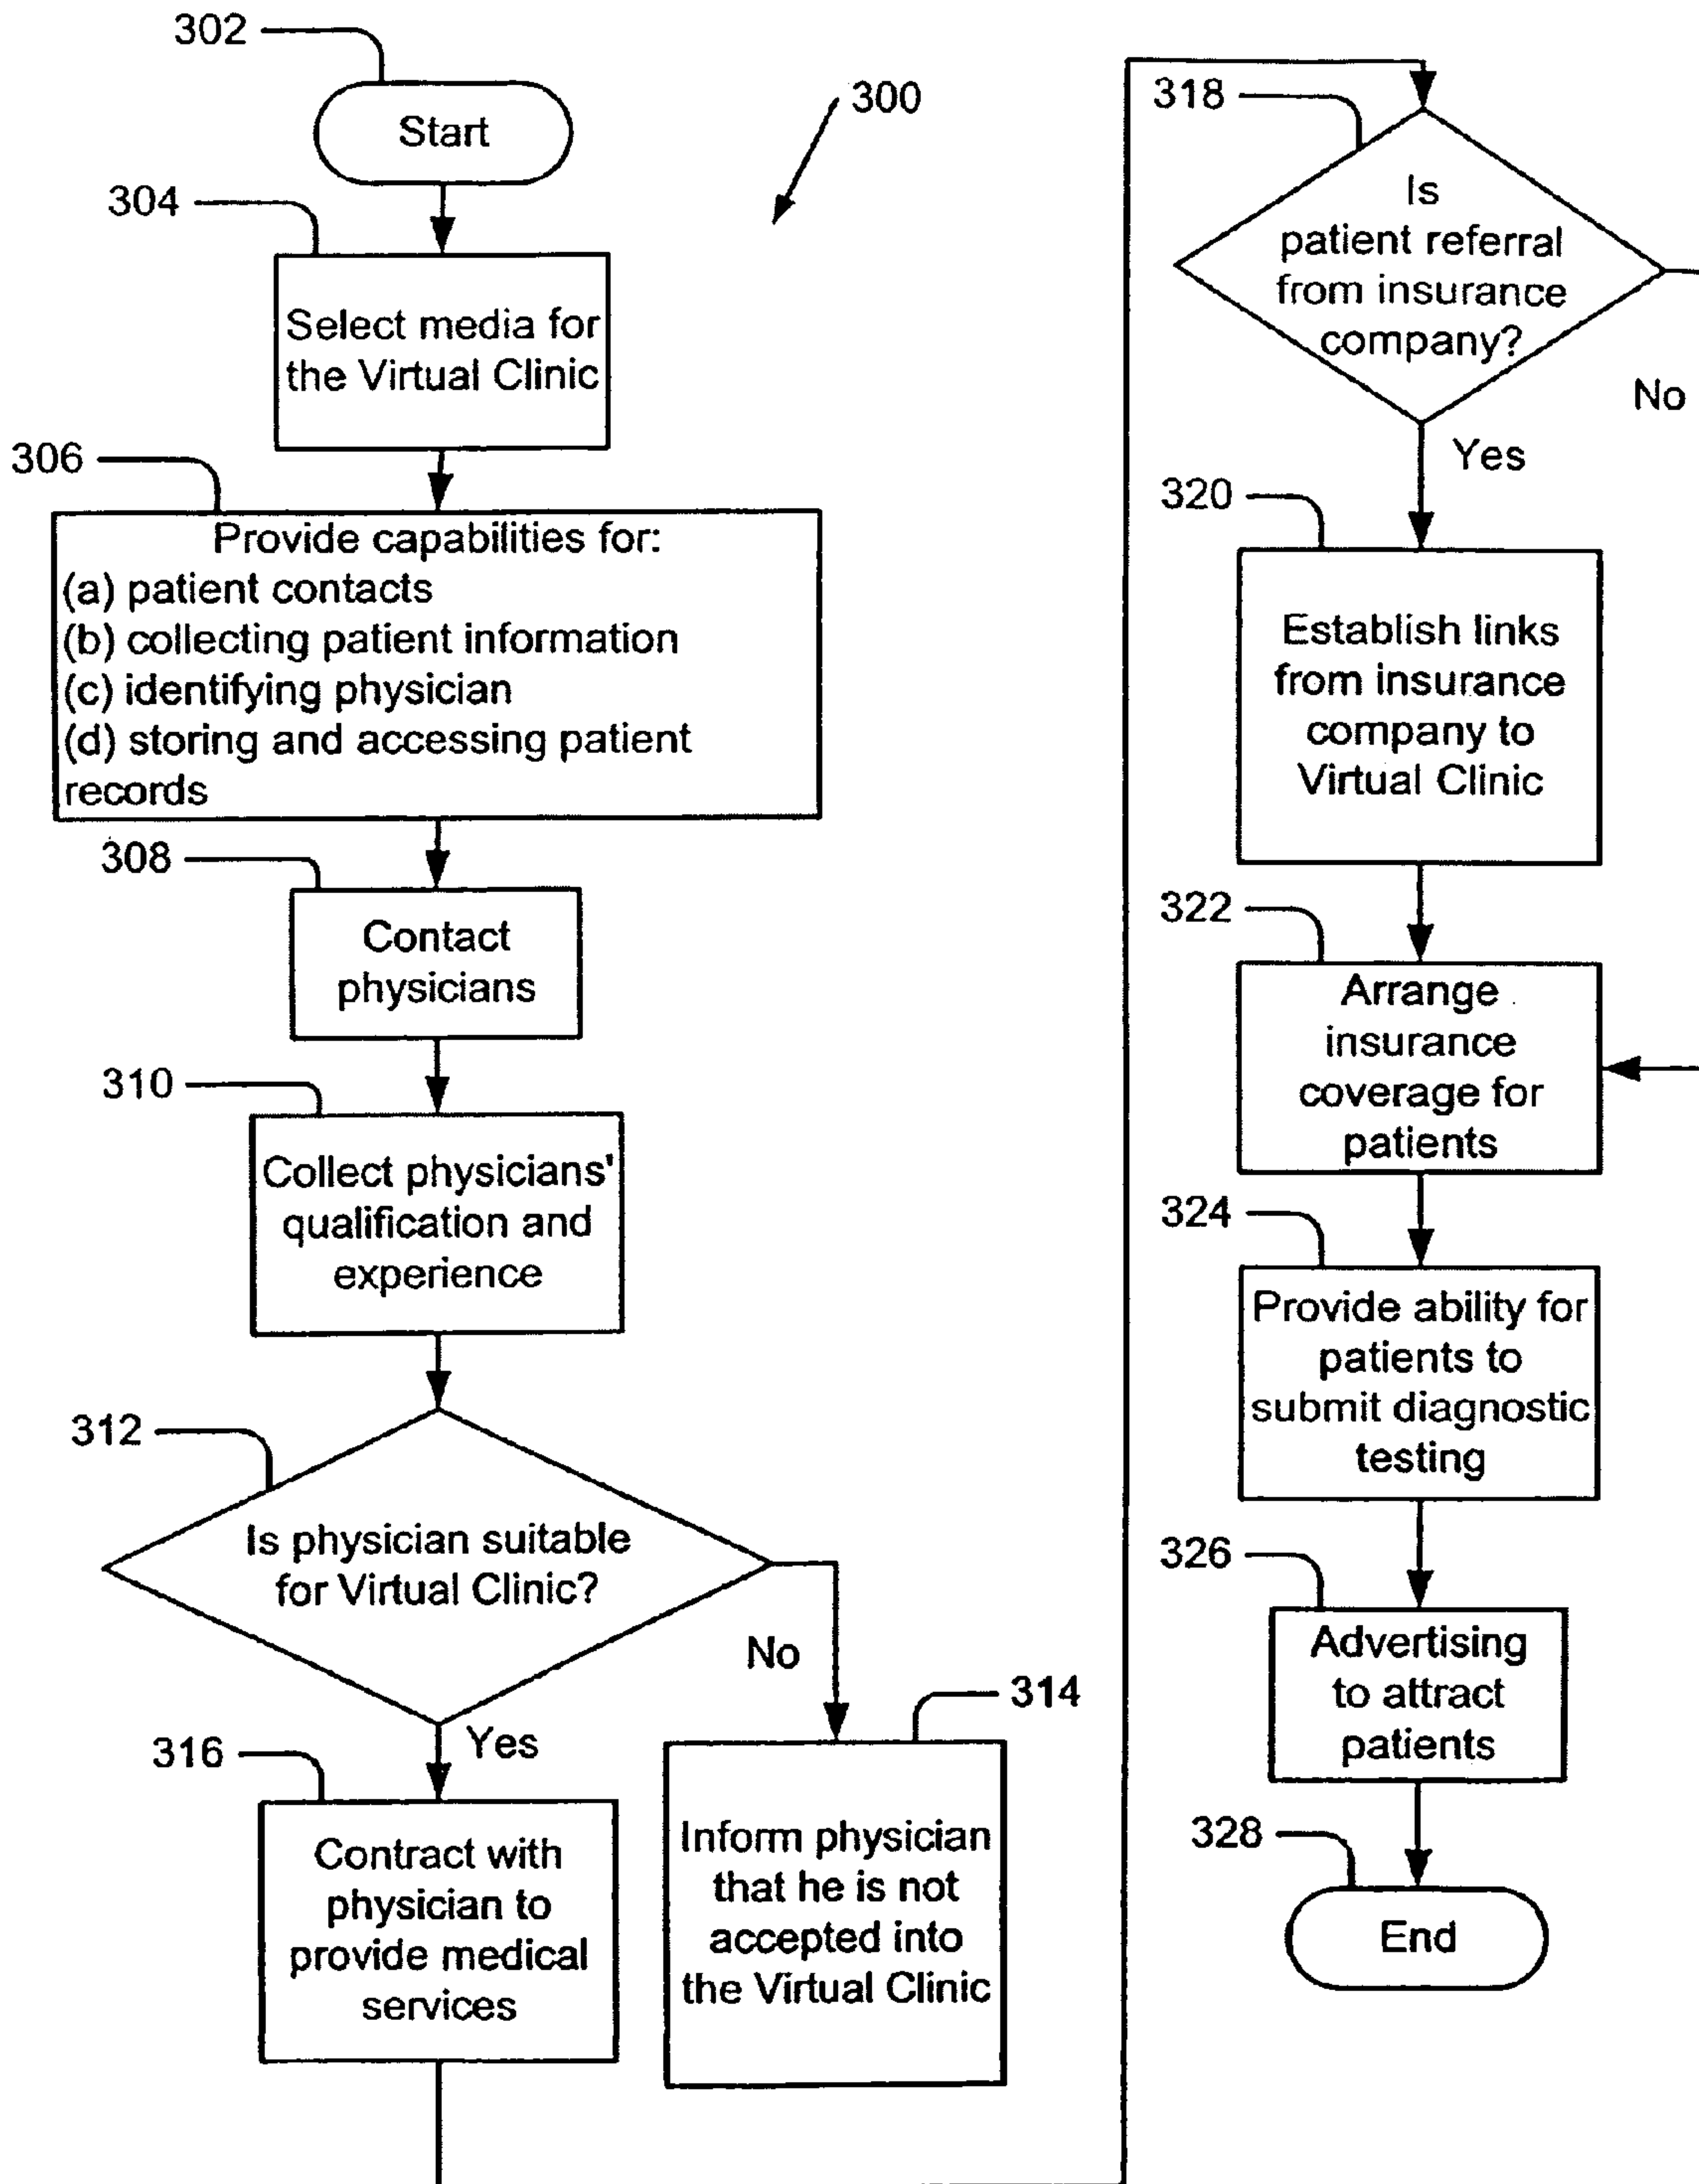 302
Start
300
304
Select media for
the Virtual Clinic
306
Provide capabilities for:
(a) patient contacts
(b) collecting patient information
(c) identifying physician
(d) storing and accessing patient
records
308
Contact
physicians
310
Collect physicians'
qualification and
experience
312
Is physician suitable
for Virtual Clinic?
No
Yes
314
Inform physician
that he is not
accepted into
the Virtual Clinic
316
Contract with
physician to
provide medical
services
318
Is
patient referral
from insurance
company?
No
Yes
320
Establish links
from insurance
company to
Virtual Clinic
322
Arrange
insurance
coverage for
patients
324
Provide ability for
patients to
submit diagnostic
testing
326
Advertising
to attract
patients
328
End